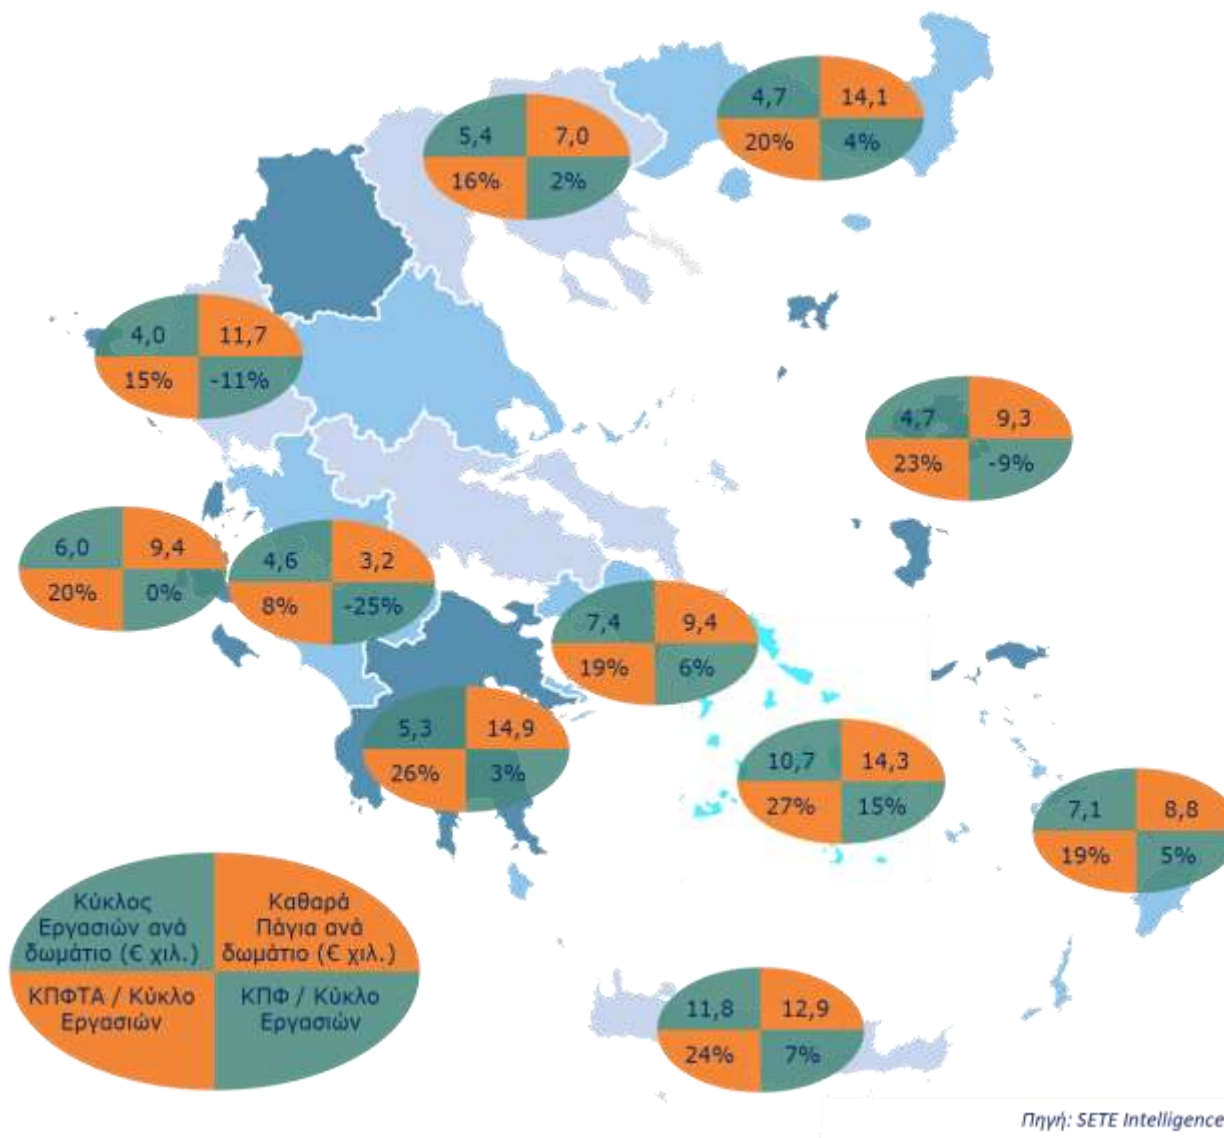 4,7 14,1
20% 4%
5,4 7,0
16% 2%
4,0 11,7
15% -11%
4,7 9,3
23% -9%
6,0 9,4
20% 0%
4,6 3,2
8% -25%
7,4 9,4
19% 6%
5,3 14,9
26% 3%
10,7 14,3
27% 15%
7,1 8,8
19% 5%
Κύκλος
Εργασιών ανά
δωμάτιο (€ χιλ.)
Καθαρά
Πάγια ανά
δωμάτιο (€ χιλ.)
ΚΠΦΤΑ / Κύκλο
Εργασιών
ΚΠΦ / Κύκλο
Εργασιών
11,8 12,9
24% 7%
Πηγή: SETE Intelligence